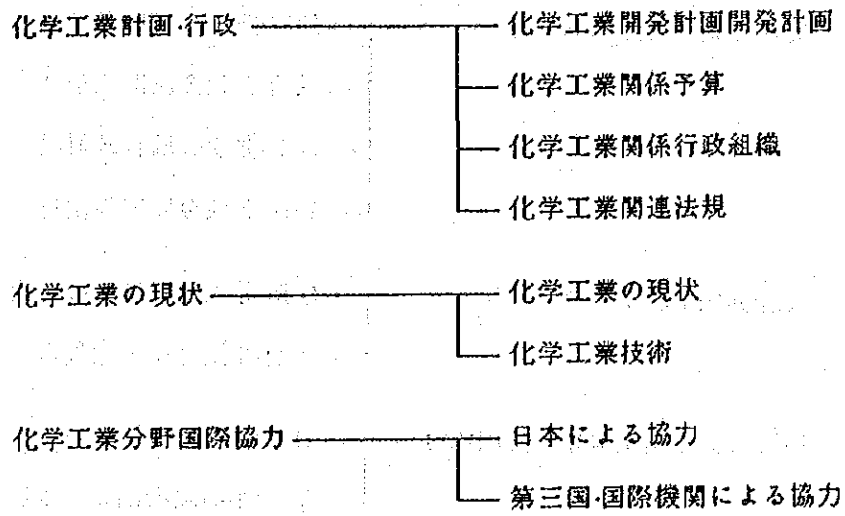 化学工業計画・行政 化学工業開発計画開発計画
化学工業関係予算
化学工業関係行政組織
化学工業関連法規
化学工業の現状 化学工業の現状
化学工業技術
化学工業分野国際協力 日本による協力
第三国・国際機関による協力